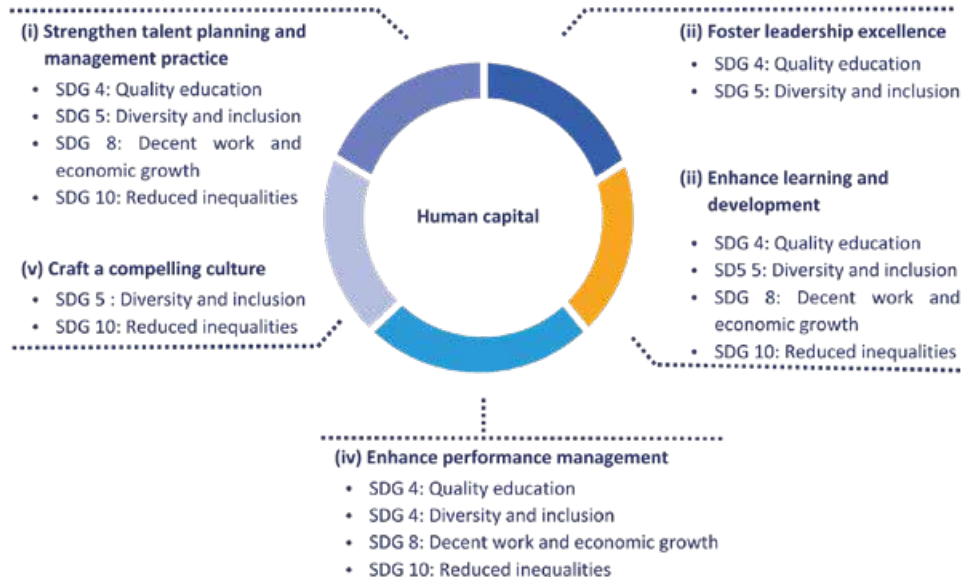 (i) Strengthen talent planning and
management practice
• SDG 4: Quality education
• SDG 5: Diversity and inclusion
• SDG 8: Decent work and
economic growth
• SDG 10: Reduced inequalities
(ii) Foster leadership excellence
• SDG 4: Quality education
• SDG 5: Diversity and inclusion
Human capital
(ii) Enhance learning and
development
• SDG 4: Quality education
• SD5 5: Diversity and inclusion
• SDG 8: Decent work and
economic growth
• SDG 10: Reduced inequalities
(v) Craft a compelling culture
• SDG 5 : Diversity and inclusion
• SDG 10: Reduced inequalities
(iv) Enhance performance management
• SDG 4: Quality education
• SDG 4: Diversity and inclusion
• SDG 8: Decent work and economic growth
• SDG 10: Reduced inequalities